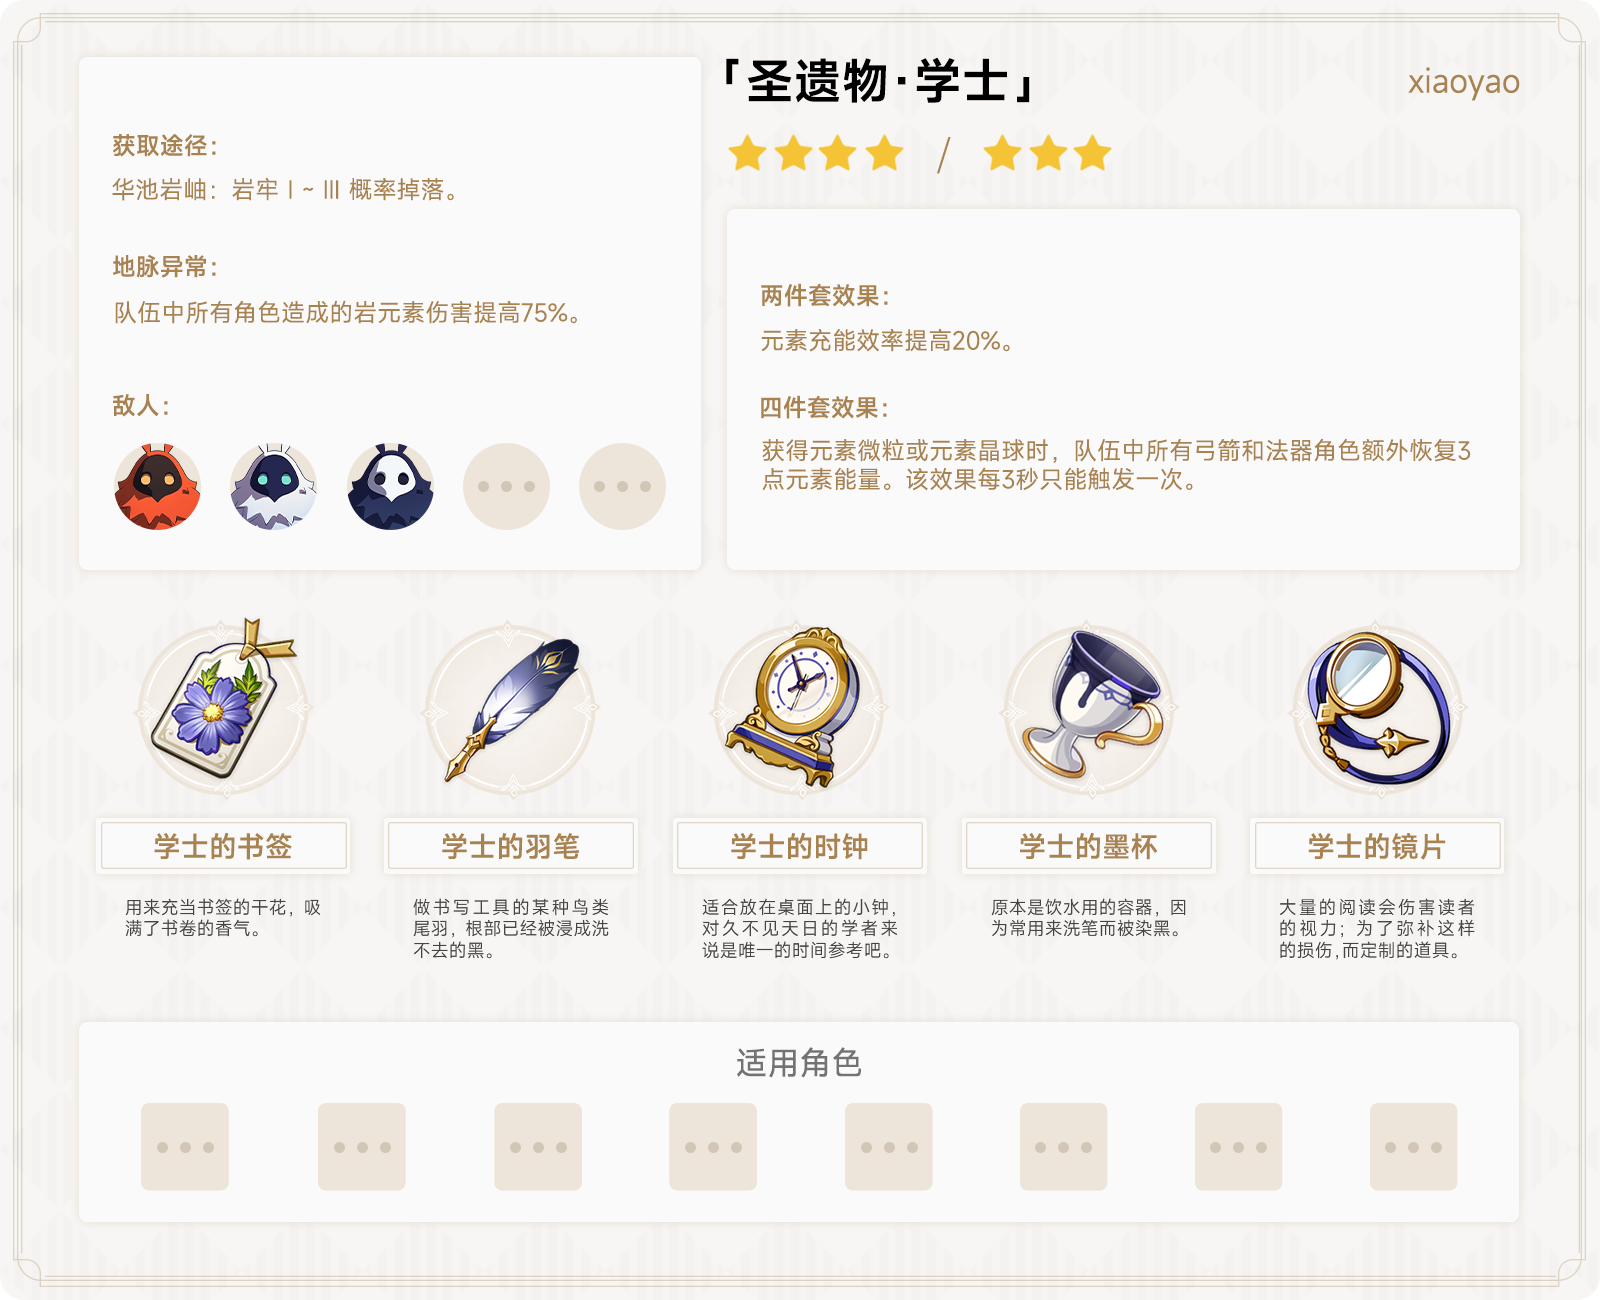 「圣遗物·学士」
xiaoyao
/
获取途径：
华池岩岫：岩牢 I ~ III 概率掉落。
地脉异常：
队伍中所有角色造成的岩元素伤害提高75%。
敌人：
两件套效果：
元素充能效率提高20%。
四件套效果：
获得元素微粒或元素晶球时，队伍中所有弓箭和法器角色额外恢复3
点元素能量。该效果每3秒只能触发一次。
学士的书签
用来充当书签的干花，吸
满了书卷的香气。
学士的羽笔
做书写工具的某种鸟类
尾羽，根部已经被浸成洗
不去的黑。
学士的时钟
适合放在桌面上的小钟，
对久不见天日的学者来
说是唯一的时间参考吧。
学士的墨杯
原本是饮水用的容器，因
为常用来洗笔而被染黑。
学士的镜片
大量的阅读会伤害读者
的视力；为了弥补这样
的损伤,而定制的道具。
适用角色